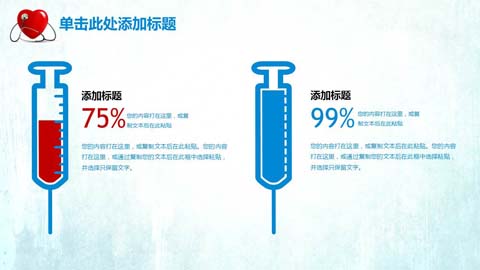 单击此处添加标题
添加标题
75%
您的内容打在这里，或复
制文本后在此粘贴
您的内容打在这里，或复制文本后在此粘贴。您的内容
打在这里，或通过复制您的文本后在此框中选择粘贴，
并选择只保留文字。
添加标题
99%
您的内容打在这里，或复
制文本后在此粘贴
您的内容打在这里，或复制文本后在此粘贴。您的内容
打在这里，或通过复制您的文本后在此框中选择粘贴，
并选择只保留文字。